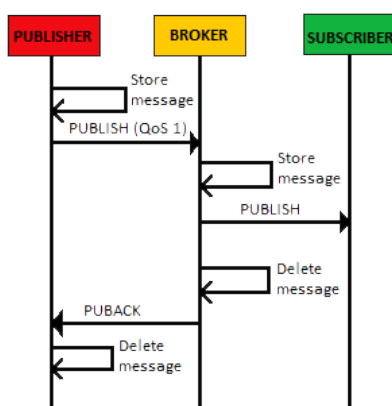 PUBLISHER
BROKER
SUBSCRIBER
Store
message
PUBLISH (QoS 1)
Store
message
PUBLISH
Delete
message
PUBACK
Delete
message